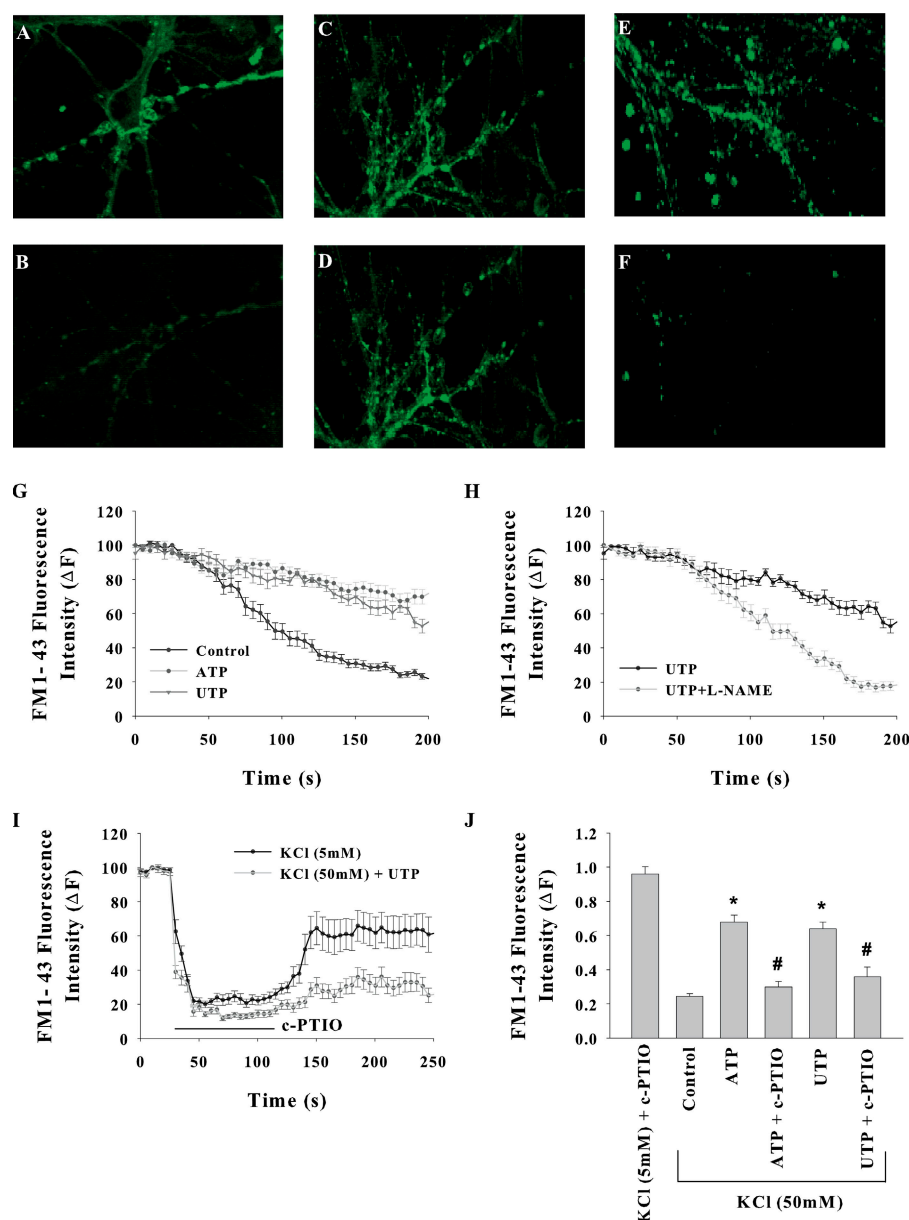 A
C
E
B
D
F
G
FM1- 43 Fluorescence
Intensity (ΔF)
120
100
80
60
40
20
0
Control
ATP
UTP
0
50
100
150
200
Time (s)
H
FM1-43 Fluorescence
Intensity (ΔF)
120
100
80
60
40
20
0
UTP
UTP+L-NAME
0
50
100
150
200
Time (s)
I
FM1- 43 Fluorescence
Intensity (ΔF)
120
100
80
60
40
20
0
KCl (5mM)
KCl (50mM) + UTP
c-PTIO
0
50
100
150
200
250
Time (s)
J
FM1-43 Fluorescence
Intensity (ΔF)
1.2
1.0
0.8
0.6
0.4
0.2
0.0
*
#
*
#
KCl (5mM) + c-PTIO
Control
ATP
ATP + c-PTIO
UTP
UTP + c-PTIO
KCl (50mM)